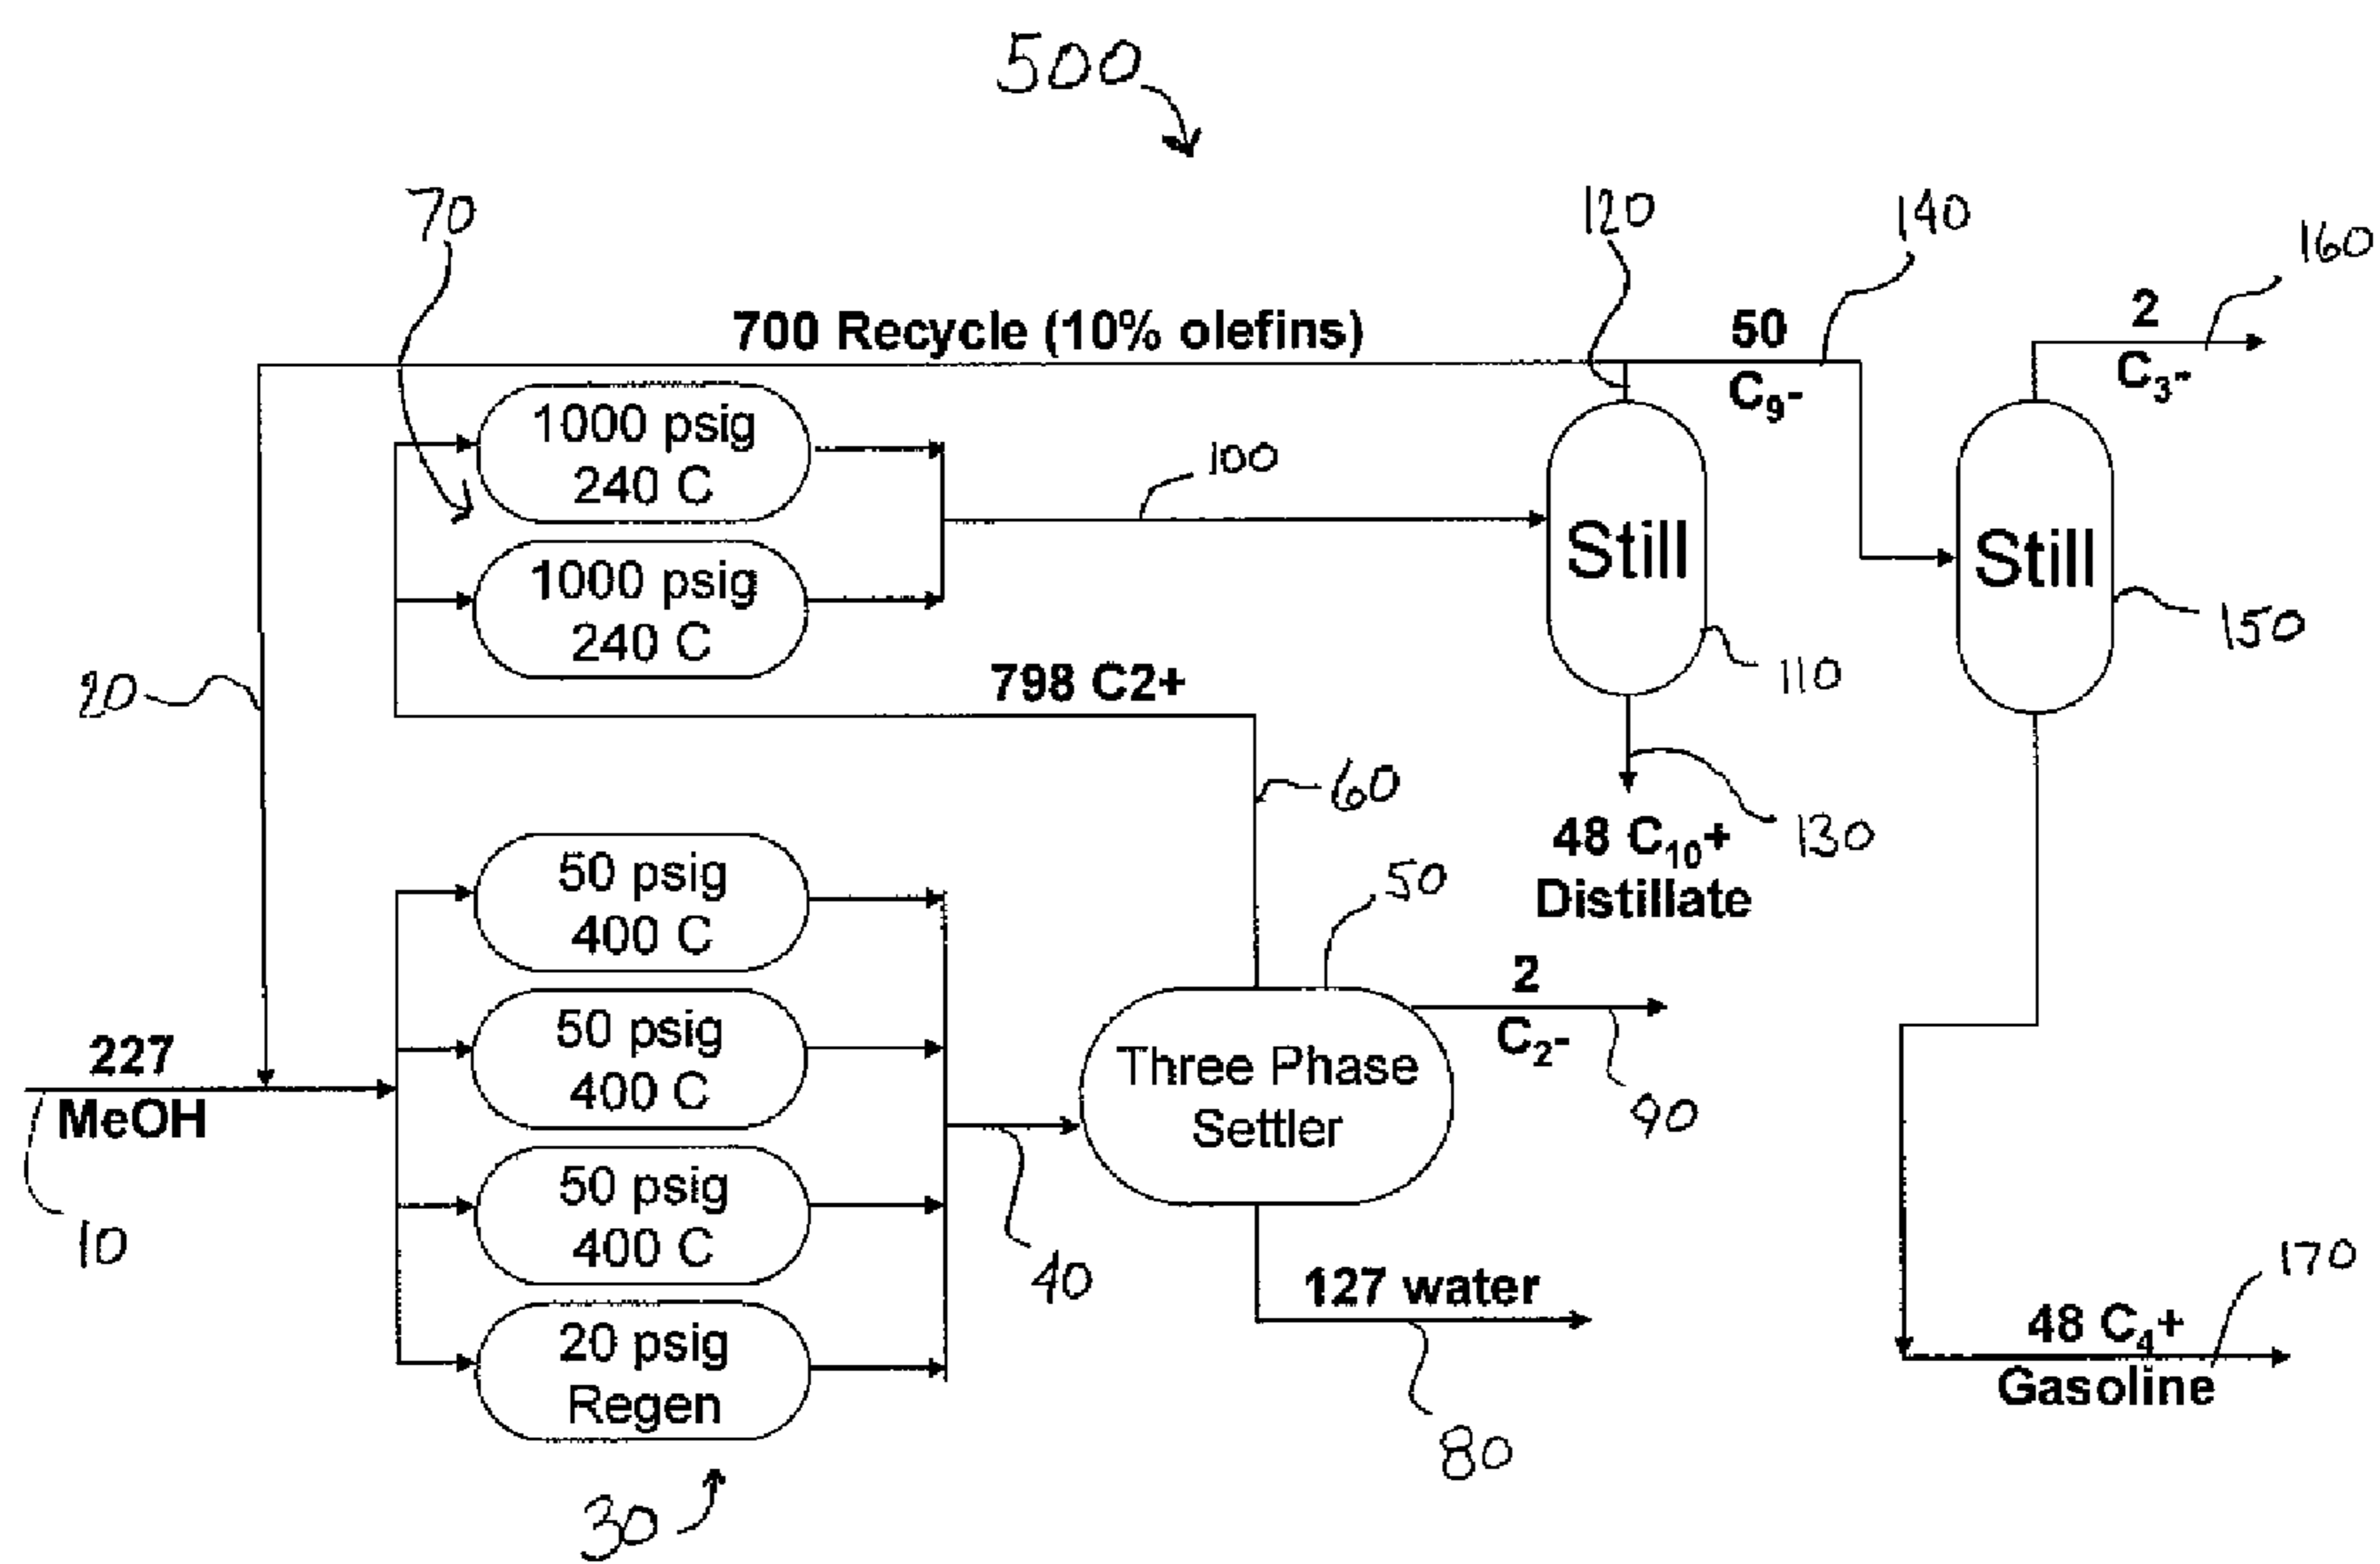 500
70
120
140
160
700 Recycle (10% olefins)
50
C₉-
2
C₃-
1000 psig
240 C
100
Still
Still
1000 psig
240 C
150
20
798 C2+
110
60
48 C₁₀+
Distillate
130
50 psig
400 C
50
2
C₂-
227
MeOH
50 psig
400 C
Three Phase
Settler
90
50 psig
400 C
10
40
127 water
170
48 C₄+
Gasoline
20 psig
Regen
80
30